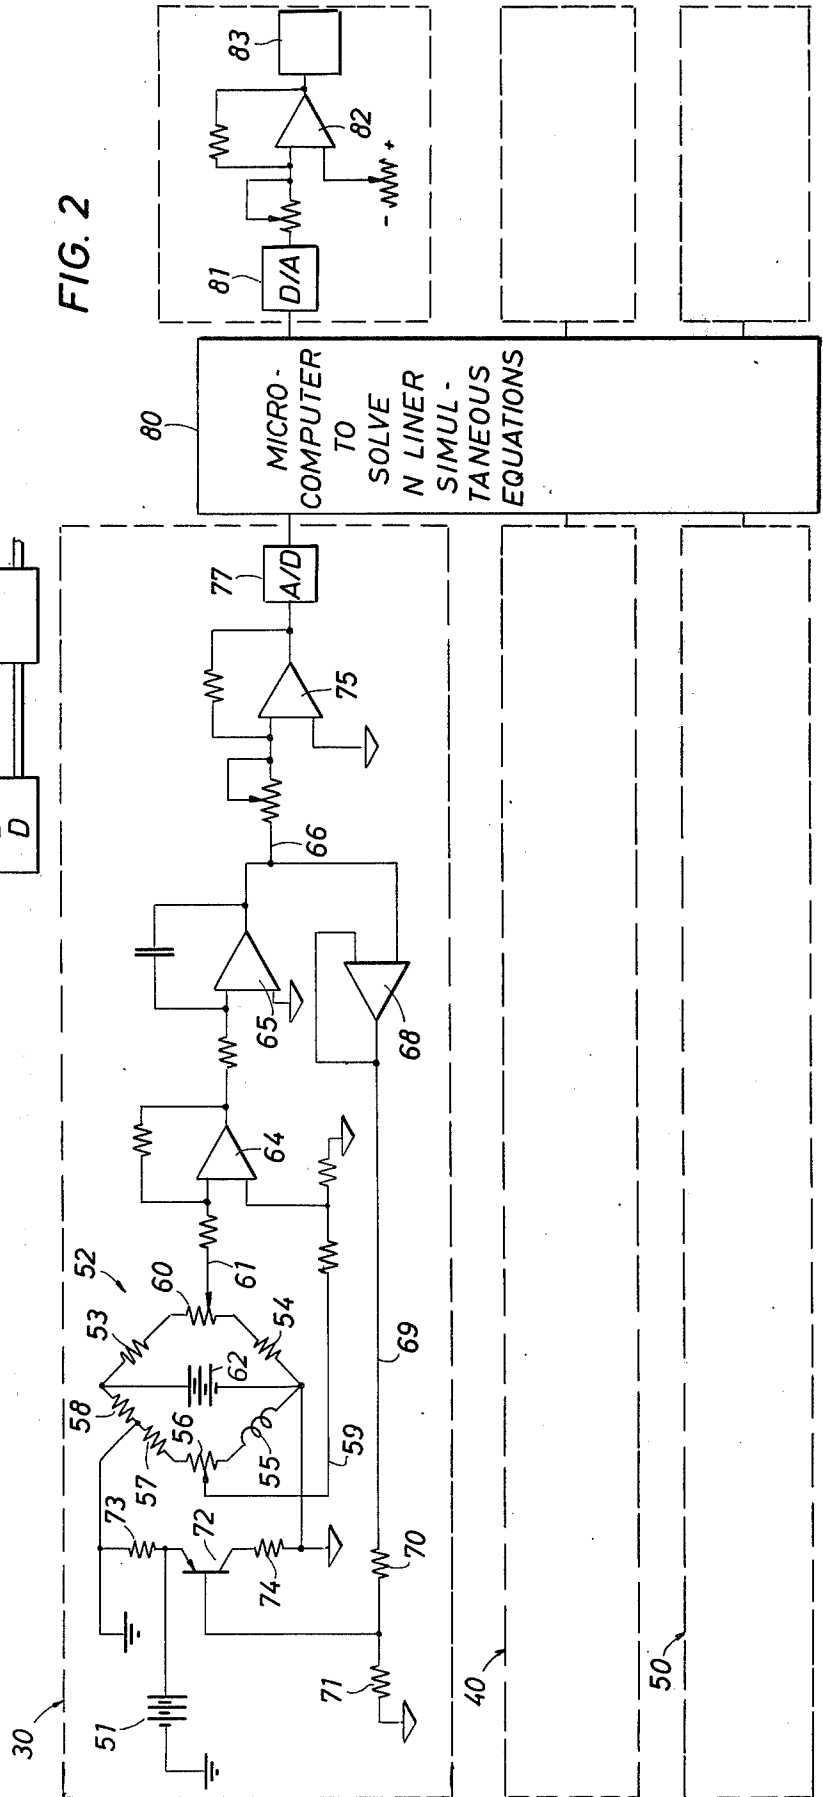 FIG. 2
D
30
51
73
72
74
71
70
52
53
58
57
56
55
62
60
54
61
59
69
64
65
66
68
75
77
A/D
80
MICRO-
COMPUTER
TO
SOLVE
N LINER
SIMUL-
TANEOUS
EQUATIONS
81
D/A
82
- +
83
40
50